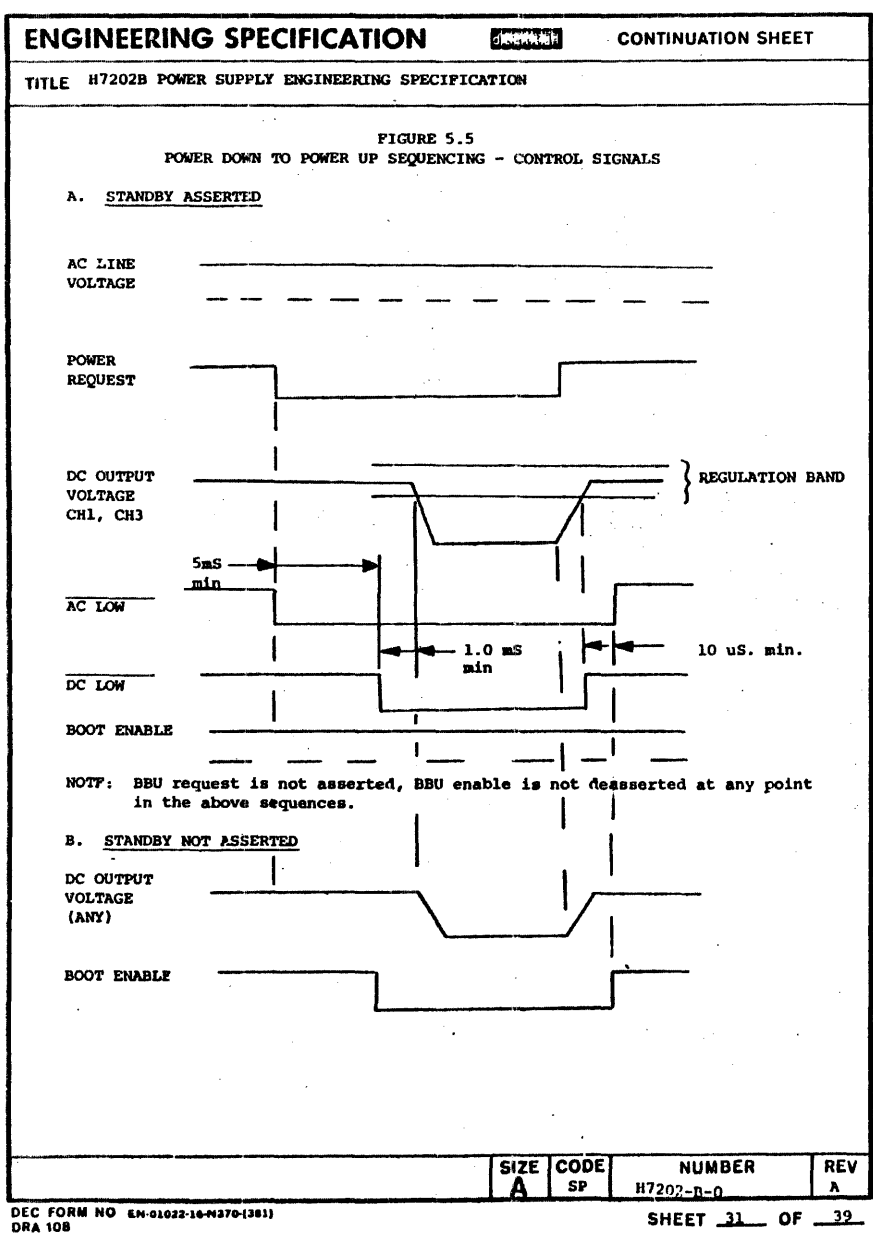 ENGINEERING SPECIFICATION CONTINUATION SHEET
TITLE H7202B POWER SUPPLY ENGINEERING SPECIFICATION
FIGURE 5.5
POWER DOWN TO POWER UP SEQUENCING - CONTROL SIGNALS
A. STANDBY ASSERTED
AC LINE
VOLTAGE
POWER
REQUEST
DC OUTPUT
VOLTAGE
CH1, CH3
REGULATION BAND
5mS
min
AC LOW
1.0 mS
min
10 uS. min.
DC LOW
BOOT ENABLE
NOTE: BBU request is not asserted, BBU enable is not deasserted at any point
in the above sequences.
B. STANDBY NOT ASSERTED
DC OUTPUT
VOLTAGE
(ANY)
BOOT ENABLE
SIZE CODE NUMBER REV
A SP H7202-B-0 A
DEC FORM NO EN-01022-16-N370-(381)
DRA 108
SHEET 31 OF 39